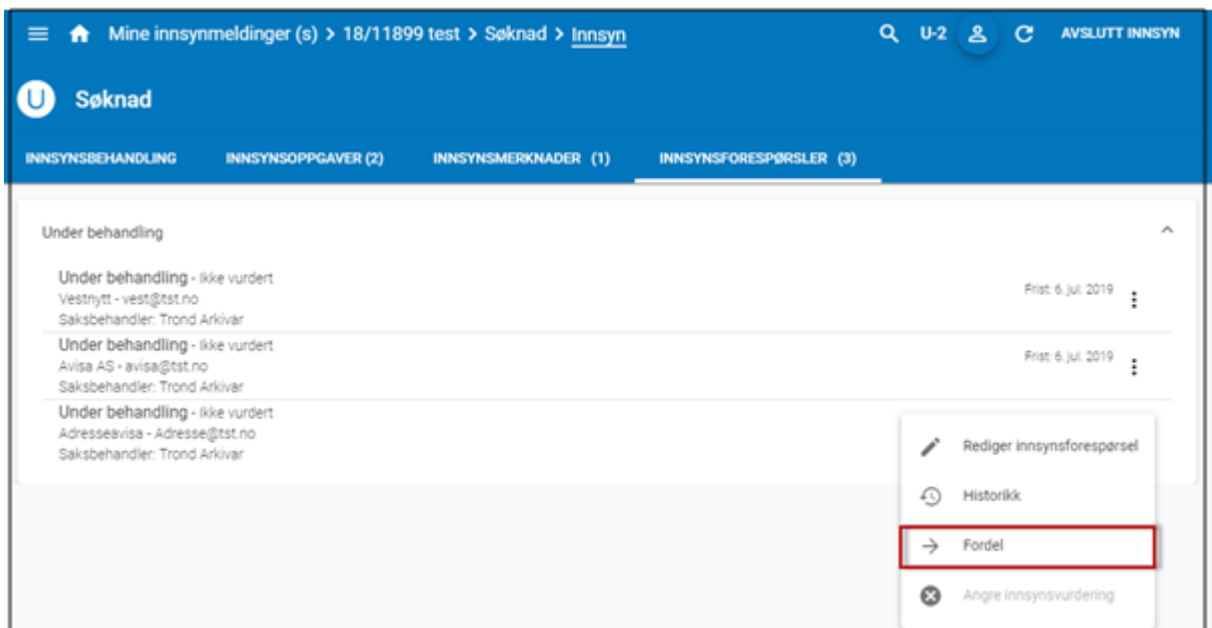 Mine innsynmeldinger (s) > 18/11899 test > Søknad > Innsyn
U-2
AVSLUTT INNSYN
U
Søknad
INNSYNSBEHANDLING
INNSYNSOPPGAVER (2)
INNSYNSMERKNADER (1)
INNSYNSFORESPØRSLER (3)
Under behandling
Under behandling - Ikke vurdert
Frist: 6. jul. 2019
Vestnytt - vest@tst.no
Saksbehandler: Trond Arkivar
Under behandling - Ikke vurdert
Frist: 6. jul. 2019
Avisa AS - avisa@tst.no
Saksbehandler: Trond Arkivar
Under behandling - Ikke vurdert
Adresseavisa - Adresse@tst.no
Saksbehandler: Trond Arkivar
Rediger innsynsforespørsel
Historikk
Fordel
Angre innsynsvurdering